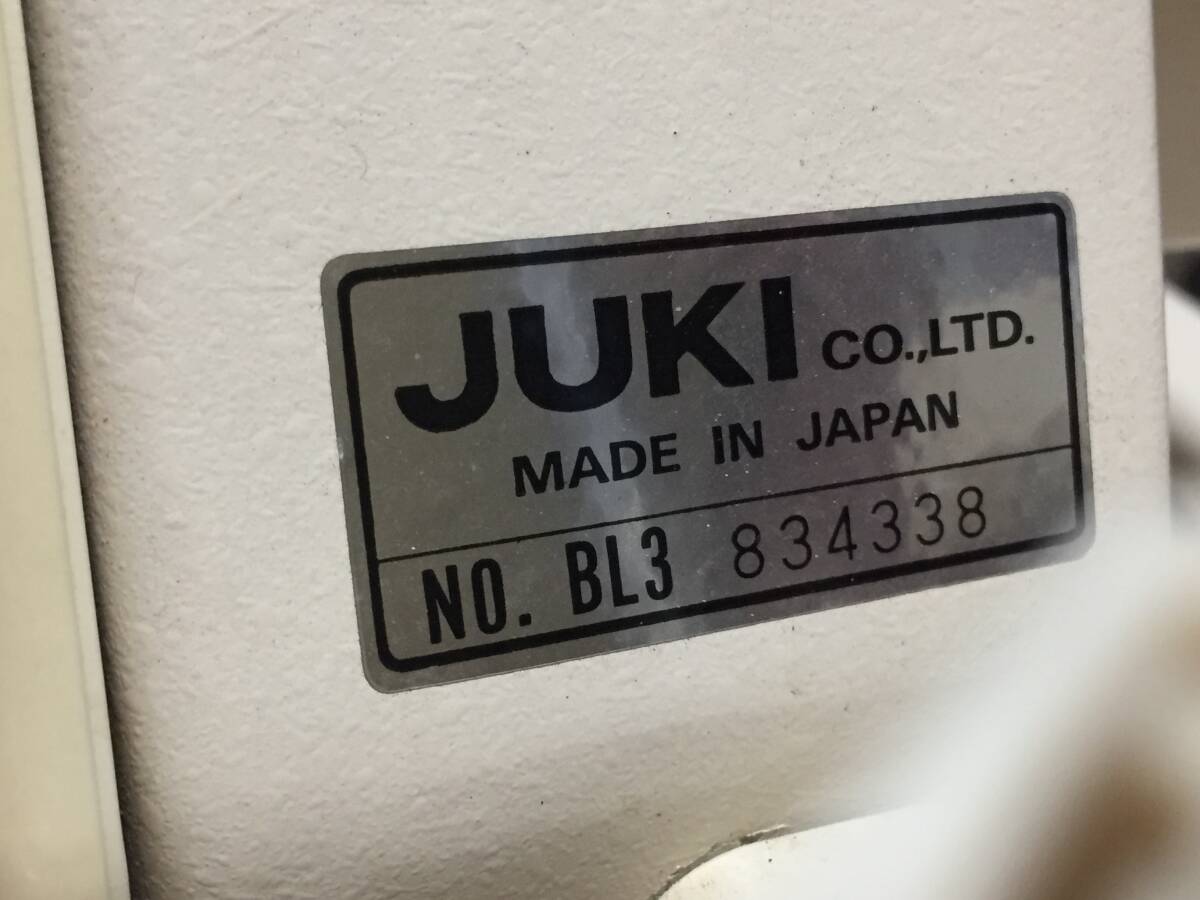 JUKI CO.,LTD.
MADE IN JAPAN
NO. BL3 834338